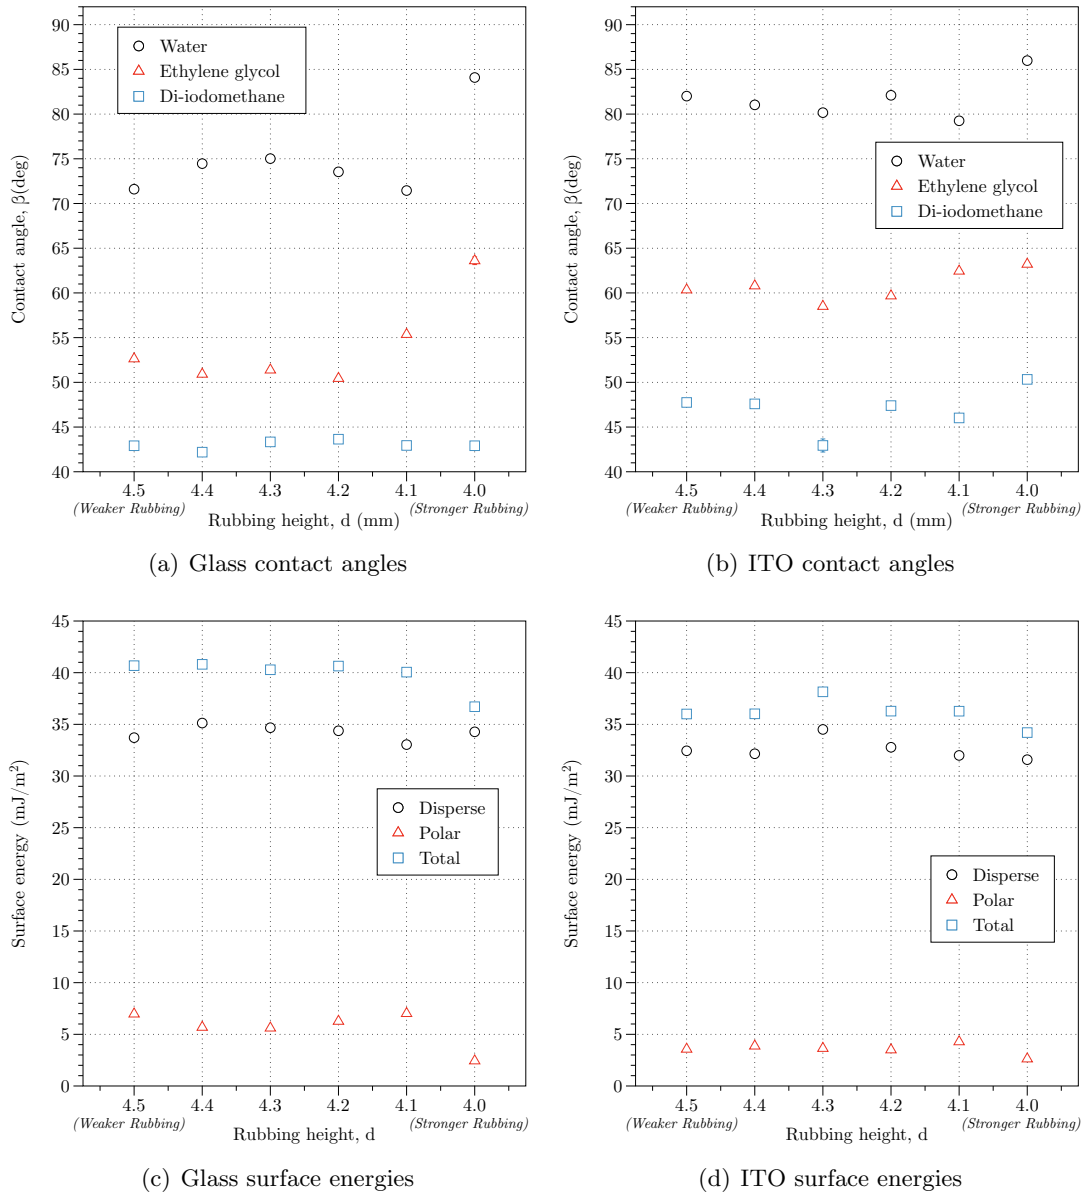 90
85
80
75
70
65
60
55
50
45
40
Contact angle, β(deg)
Water
Ethylene glycol
Di-iodomethane
4.5 4.4 4.3 4.2 4.1 4.0
(Weaker Rubbing) (Stronger Rubbing)
Rubbing height, d (mm)
(a) Glass contact angles
90
85
80
75
70
65
60
55
50
45
40
Contact angle, β(deg)
Water
Ethylene glycol
Di-iodomethane
4.5 4.4 4.3 4.2 4.1 4.0
(Weaker Rubbing) (Stronger Rubbing)
Rubbing height, d (mm)
(b) ITO contact angles
45
40
35
30
25
20
15
10
5
0
Surface energy (mJ/m²)
Disperse
Polar
Total
4.5 4.4 4.3 4.2 4.1 4.0
(Weaker Rubbing) (Stronger Rubbing)
Rubbing height, d
(c) Glass surface energies
45
40
35
30
25
20
15
10
5
0
Surface energy (mJ/m²)
Disperse
Polar
Total
4.5 4.4 4.3 4.2 4.1 4.0
(Weaker Rubbing) (Stronger Rubbing)
Rubbing height, d
(d) ITO surface energies